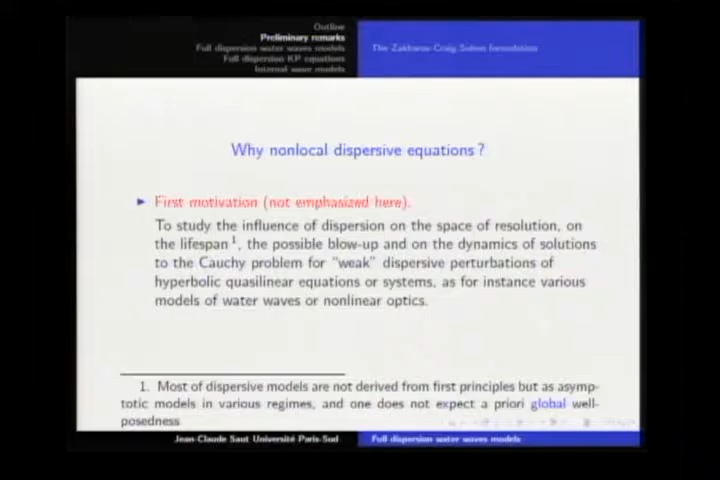 Outline
Preliminary remarks
Full dispersion water waves models
Full dispersion KP equations
Internal wave models
The Zakharov-Craig-Sulem formulation
Why nonlocal dispersive equations ?
First motivation (not emphasized here).
To study the influence of dispersion on the space of resolution, on
the lifespan 1, the possible blow-up and on the dynamics of solutions
to the Cauchy problem for “weak” dispersive perturbations of
hyperbolic quasilinear equations or systems, as for instance various
models of water waves or nonlinear optics.
1. Most of dispersive models are not derived from first principles but as asymp-
totic models in various regimes, and one does not expect a priori global well-
posedness
Jean-Claude Saut Université Paris-Sud
Full dispersion water waves models